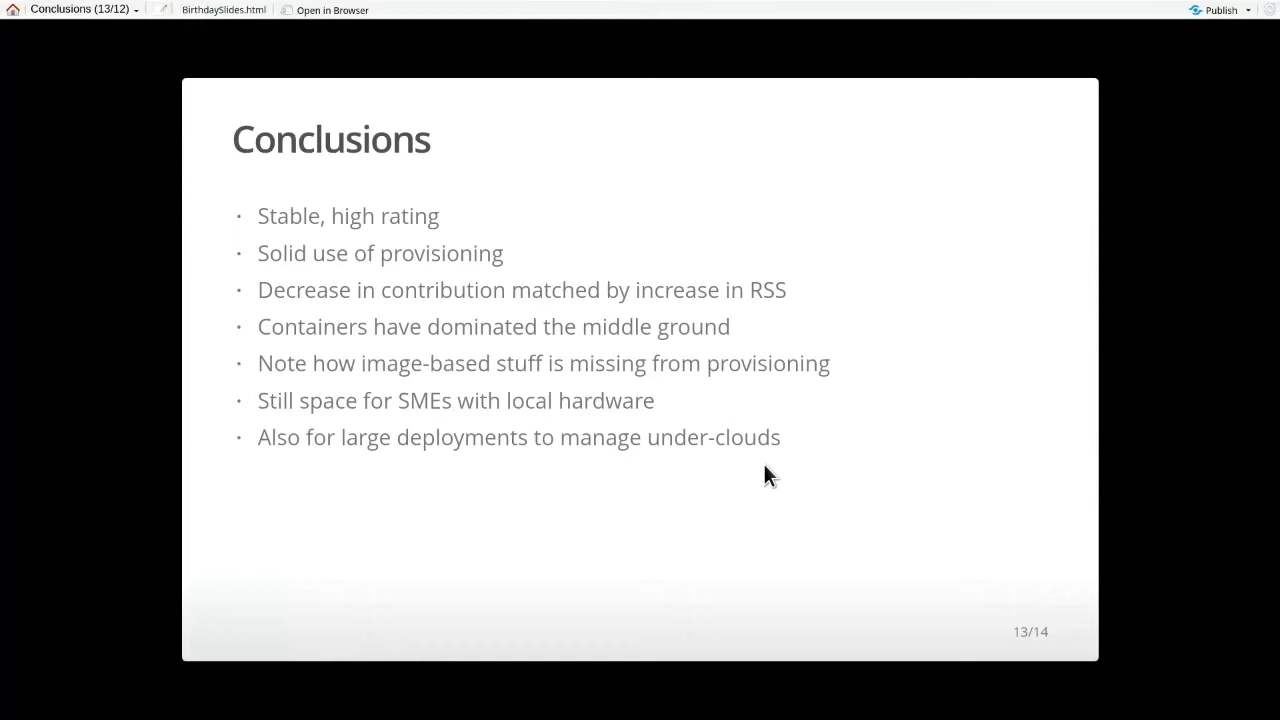 Conclusions (13/12)
BirthdaySlides.html
Open in Browser
Publish
Conclusions
· Stable, high rating
· Solid use of provisioning
· Decrease in contribution matched by increase in RSS
· Containers have dominated the middle ground
· Note how image-based stuff is missing from provisioning
· Still space for SMEs with local hardware
· Also for large deployments to manage under-clouds
13/14